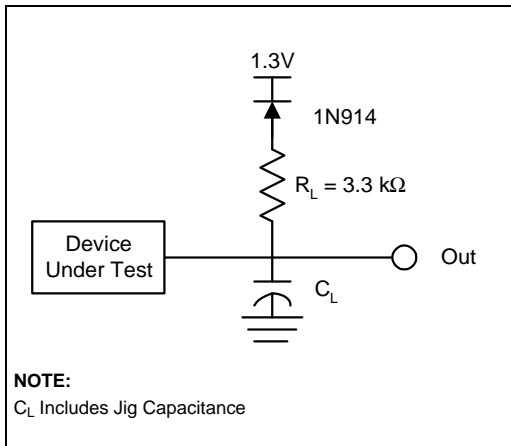 1.3V
1N914
R_L = 3.3 kΩ
Device
Under Test
Out
C_L
NOTE:
C_L Includes Jig Capacitance